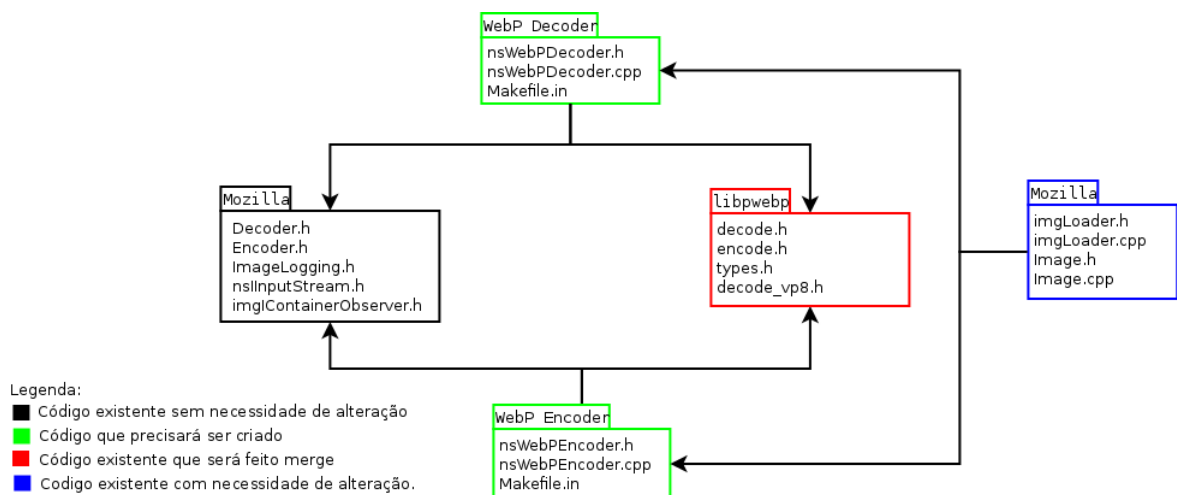 WebP Decoder
nsWebPDecoder.h
nsWebPDecoder.cpp
Makefile.in
Mozilla
Decoder.h
Encoder.h
ImageLogging.h
nsIInputStream.h
imgIContainerObserver.h
libpwebp
decode.h
encode.h
types.h
decode_vp8.h
Mozilla
imgLoader.h
imgLoader.cpp
Image.h
Image.cpp
WebP Encoder
nsWebPEncoder.h
nsWebPEncoder.cpp
Makefile.in
Legenda:
Código existente sem necessidade de alteração
Código que precisará ser criado
Código existente que será feito merge
Codigo existente com necessidade de alteração.